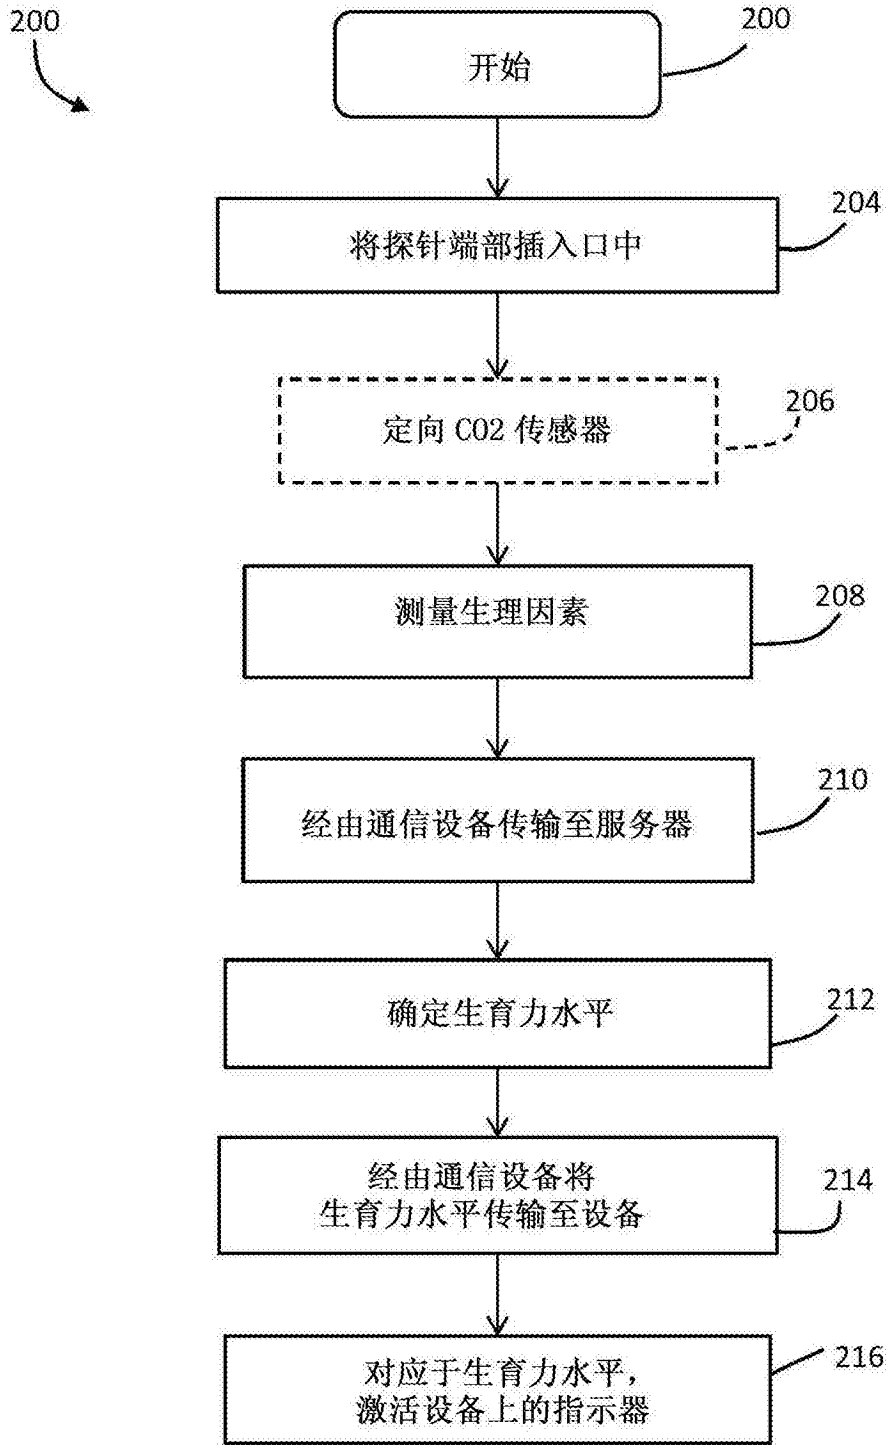 200
200
开始
204
将探针端部插入口中
206
定向 CO2 传感器
208
测量生理因素
210
经由通信设备传输至服务器
212
确定生育力水平
214
经由通信设备将
生育力水平传输至设备
216
对应于生育力水平，
激活设备上的指示器